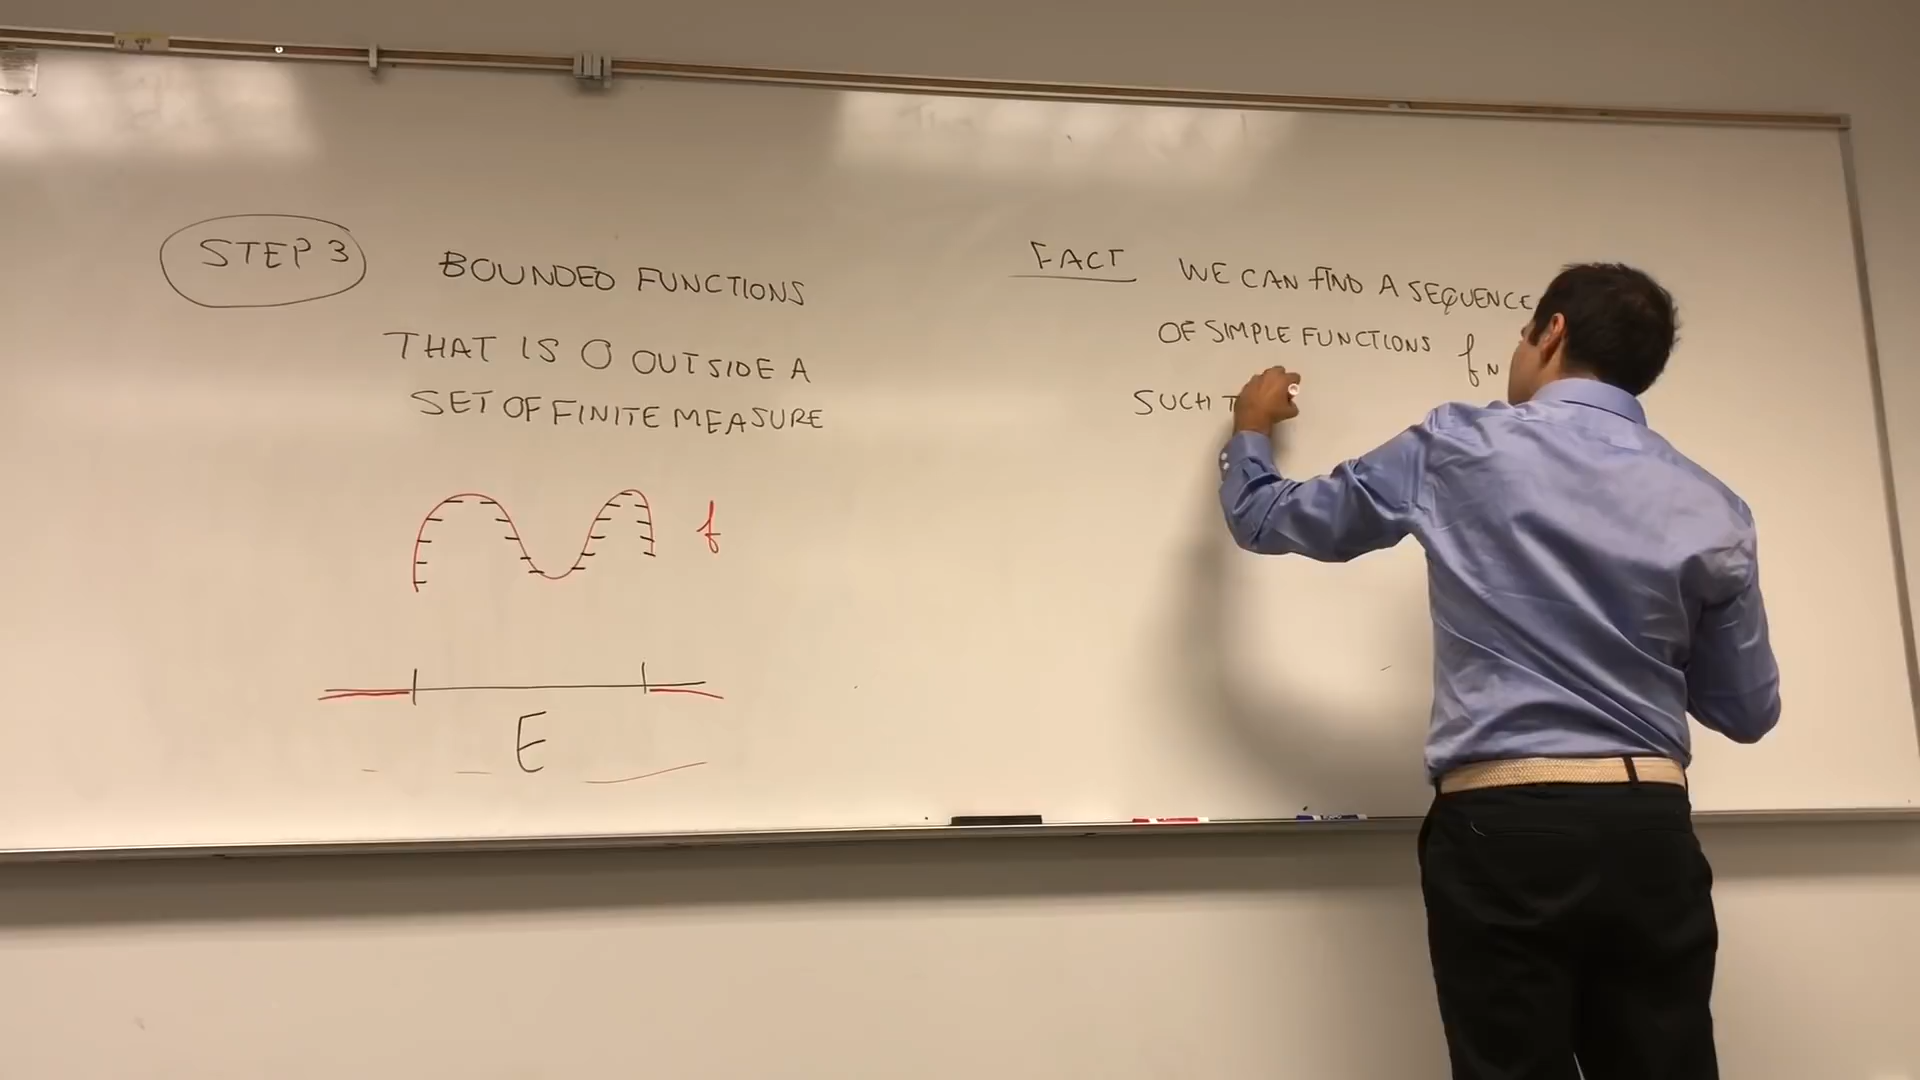 STEP 3
BOUNDED FUNCTIONS
THAT IS 0 OUTSIDE A
SET OF FINITE MEASURE
f
E
FACT WE CAN FIND A SEQUENCE
OF SIMPLE FUNCTIONS f N
SUCH T